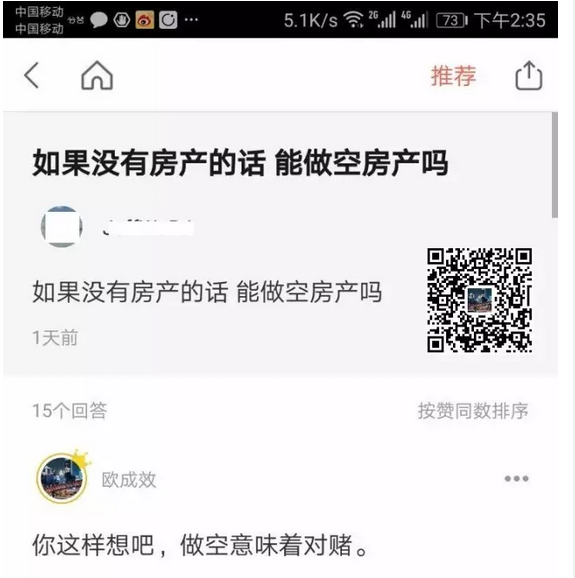 中国移动
中国移动
5.1K/s 2G 4G 73 下午2:35
推荐
如果没有房产的话 能做空房产吗
如果没有房产的话 能做空房产吗
1天前
15个回答 按赞同数排序
欧成效
你这样想吧，做空意味着对赌。